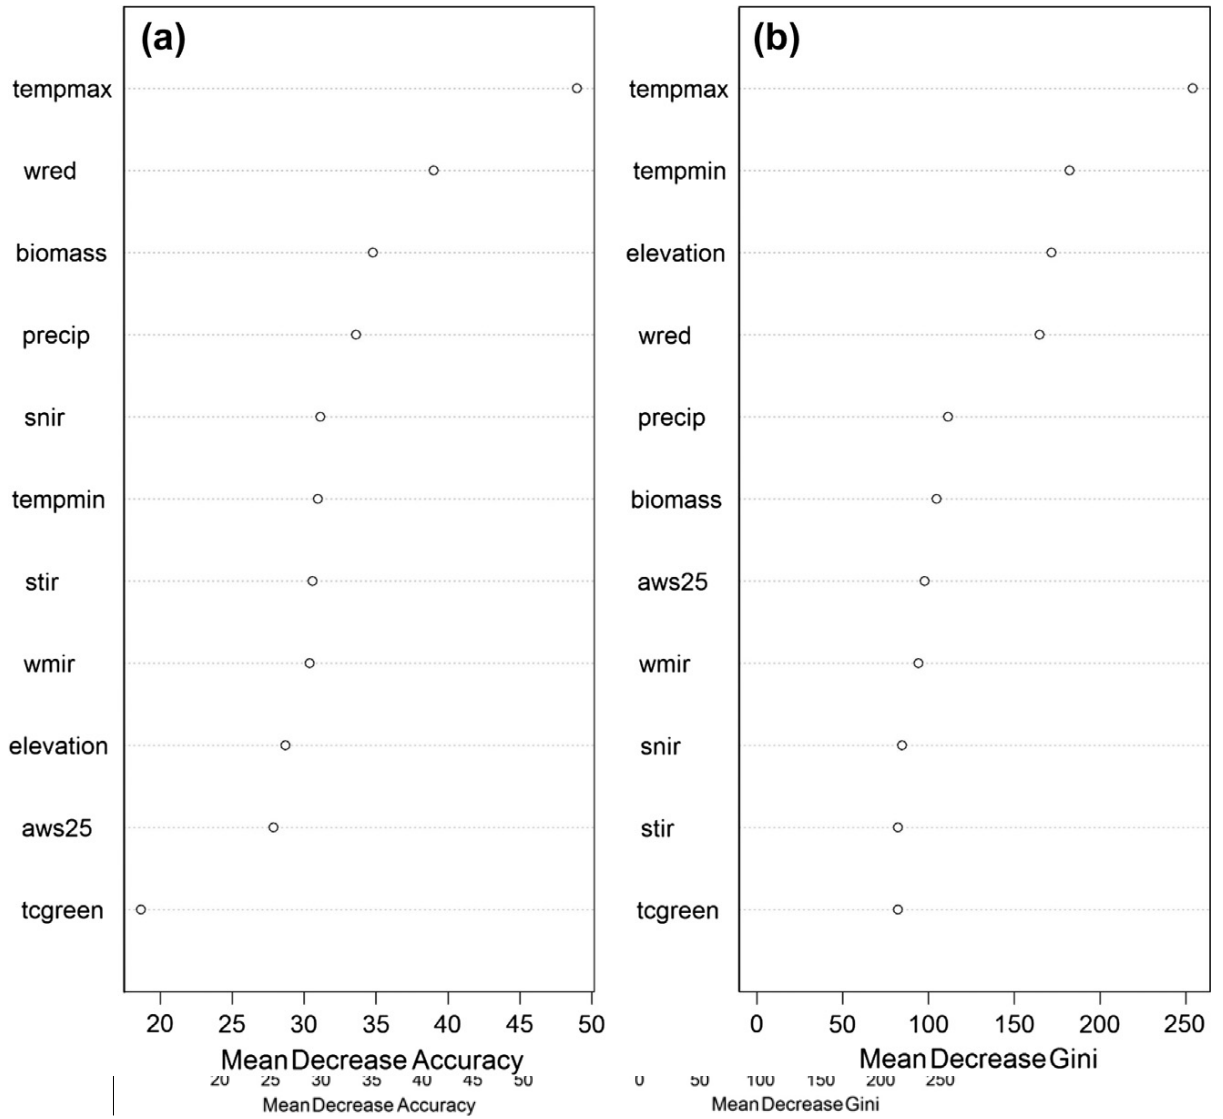 (a)
tempmax
wred
biomass
precip
snir
tempmin
stir
wmir
elevation
aws25
tcgreen
20 25 30 35 40 45 50
Mean Decrease Accuracy
(b)
tempmax
tempmin
elevation
wred
precip
biomass
aws25
wmir
snir
stir
tcgreen
0 50 100 150 200 250
Mean Decrease Gini
20 25 30 35 40 45 50
Mean Decrease Accuracy
0 50 100 150 200 250
Mean Decrease Gini